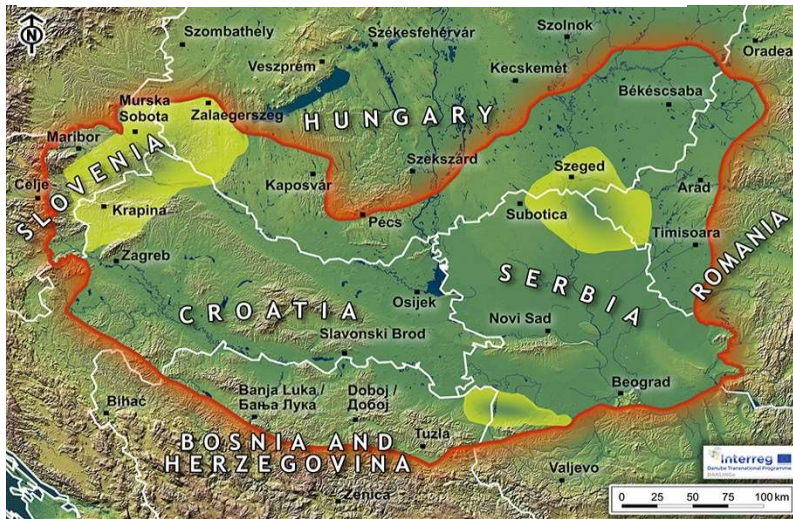 N
Szombathely
Székesfehérvár
Szolnok
Oradea
Veszprém
Kecskemèt
Békéscsaba
Murska
Sobota
Zalaegerszeg
HUNGARY
Maribor
SLOVENIA
Celje
Kaposvár
Szekszárd
Szeged
Arad
Krapina
Pécs
Subotica
Timisoara
Zagreb
ROMANIA
SERBIA
CROATIA
Osijek
Novi Sad
Slavonski Brod
Bihać
Banja Luka /
Бања Лука
Doboj /
Добој
Beograd
BOSNIA AND
HERZEGOVINA
Tuzla
Valjevo
Zenica
Interreg
Danube Transnational Programme
DARLINGe
0 25 50 75 100 km